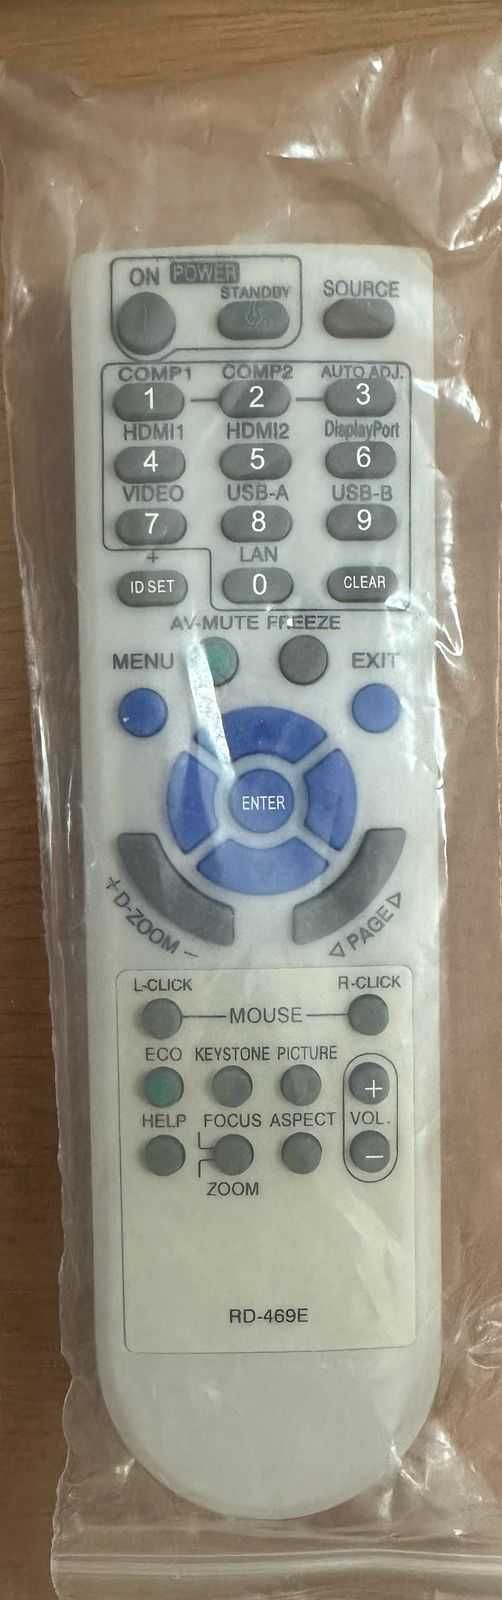 ON POWER
STANDBY
SOURCE
COMP1 COMP2 AUTO ADJ.
1 2 3
HDMI1 HDMI2 DisplayPort
4 5 6
VIDEO USB-A USB-B
7 8 9
+ LAN
ID SET 0 CLEAR
AV-MUTE FREEZE
MENU EXIT
ENTER
+ D-ZOOM − ◁ PAGE ▷
L-CLICK R-CLICK
MOUSE
ECO KEYSTONE PICTURE
+
HELP FOCUS ASPECT VOL.
−
ZOOM
RD-469E